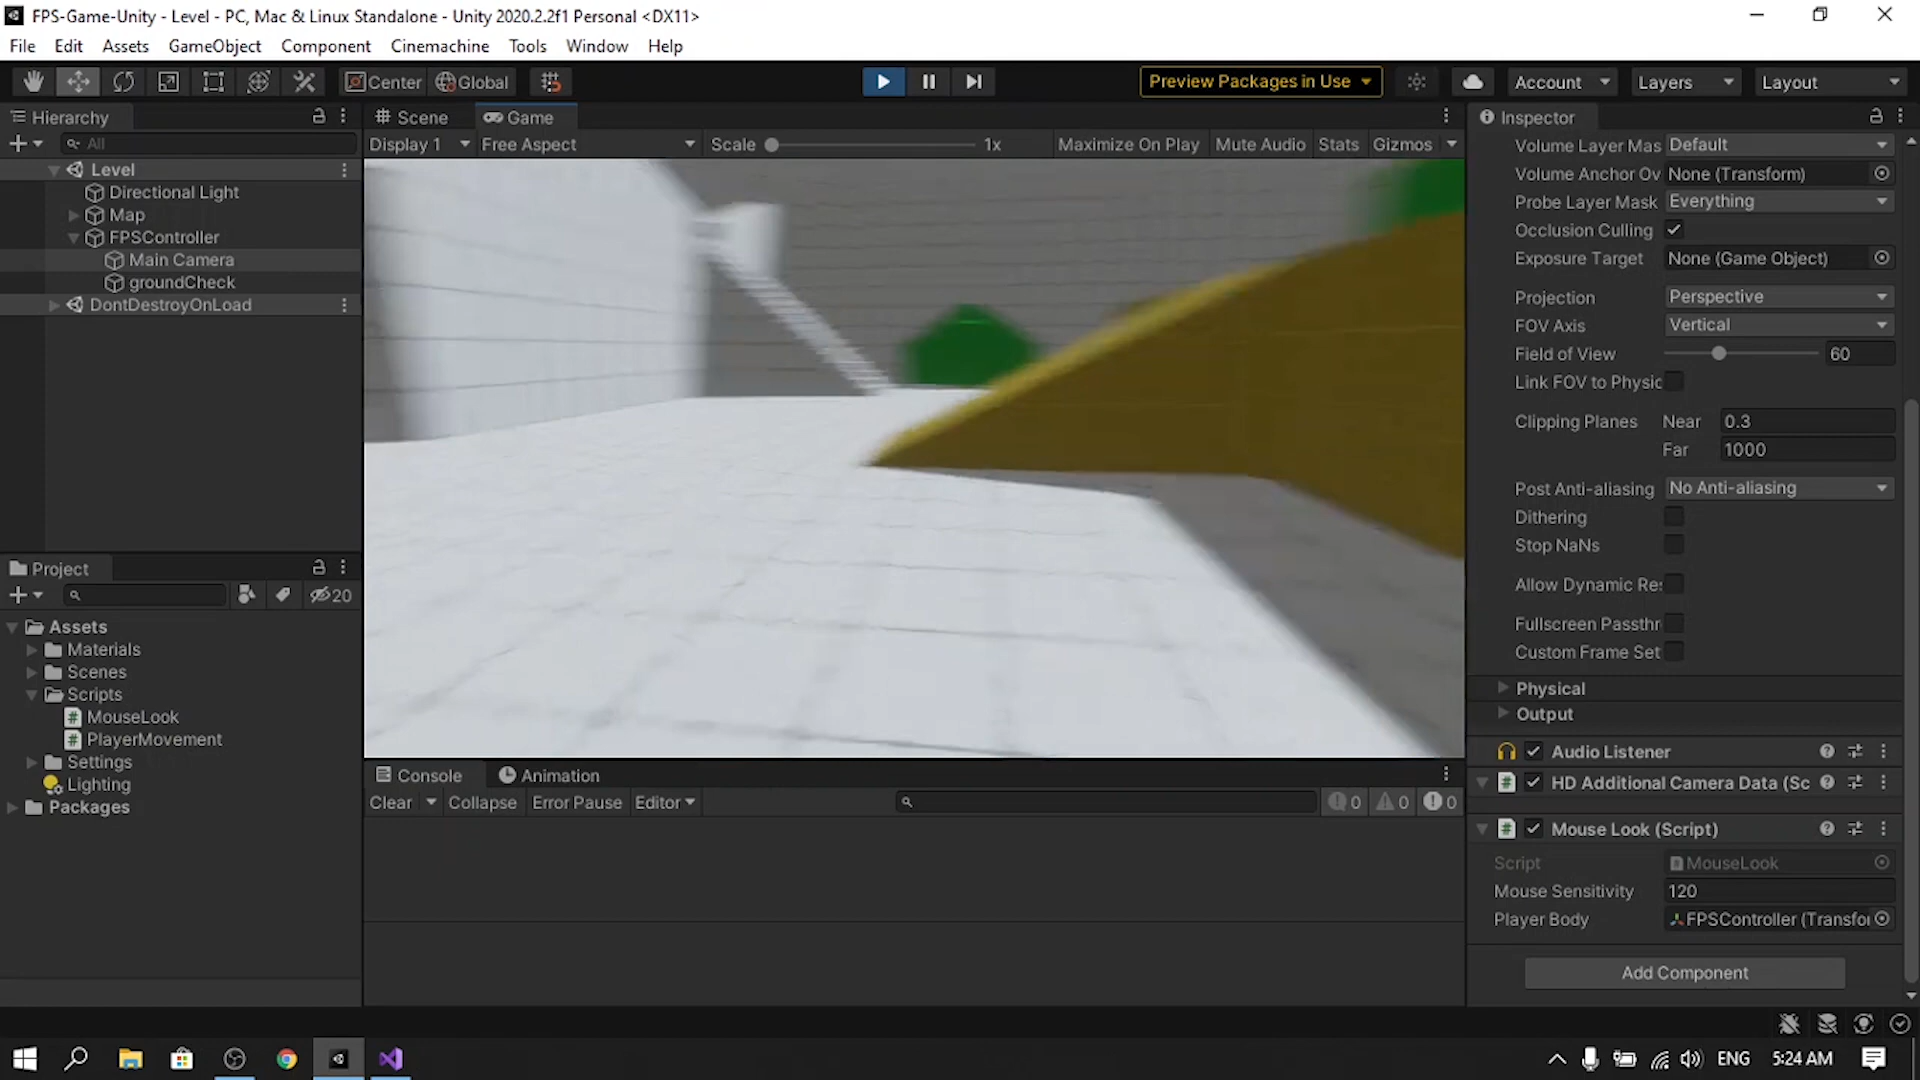 FPS-Game-Unity - Level - PC, Mac & Linux Standalone - Unity 2020.2.2f1 Personal <DX11>
File Edit Assets GameObject Component Cinemachine Tools Window Help
Center Global Preview Packages in Use Account Layers Layout
Hierarchy
All
Level
Directional Light
Map
FPSController
Main Camera
groundCheck
DontDestroyOnLoad
Project
20
Assets
Materials
Scenes
Scripts
MouseLook
PlayerMovement
Settings
Lighting
Packages
Scene Game
Display 1 Free Aspect Scale 1x Maximize On Play Mute Audio Stats Gizmos
Console Animation
Clear Collapse Error Pause Editor 0 0 0
Inspector
Volume Layer Mas Default
Volume Anchor Ov None (Transform)
Probe Layer Mask Everything
Occlusion Culling
Exposure Target None (Game Object)
Projection Perspective
FOV Axis Vertical
Field of View 60
Link FOV to Physic
Clipping Planes Near 0.3
Far 1000
Post Anti-aliasing No Anti-aliasing
Dithering
Stop NaNs
Allow Dynamic Re:
Fullscreen Passthr
Custom Frame Set
Physical
Output
Audio Listener
HD Additional Camera Data (Sc
Mouse Look (Script)
Script MouseLook
Mouse Sensitivity 120
Player Body FPSController (Transfor
Add Component
ENG 5:24 AM